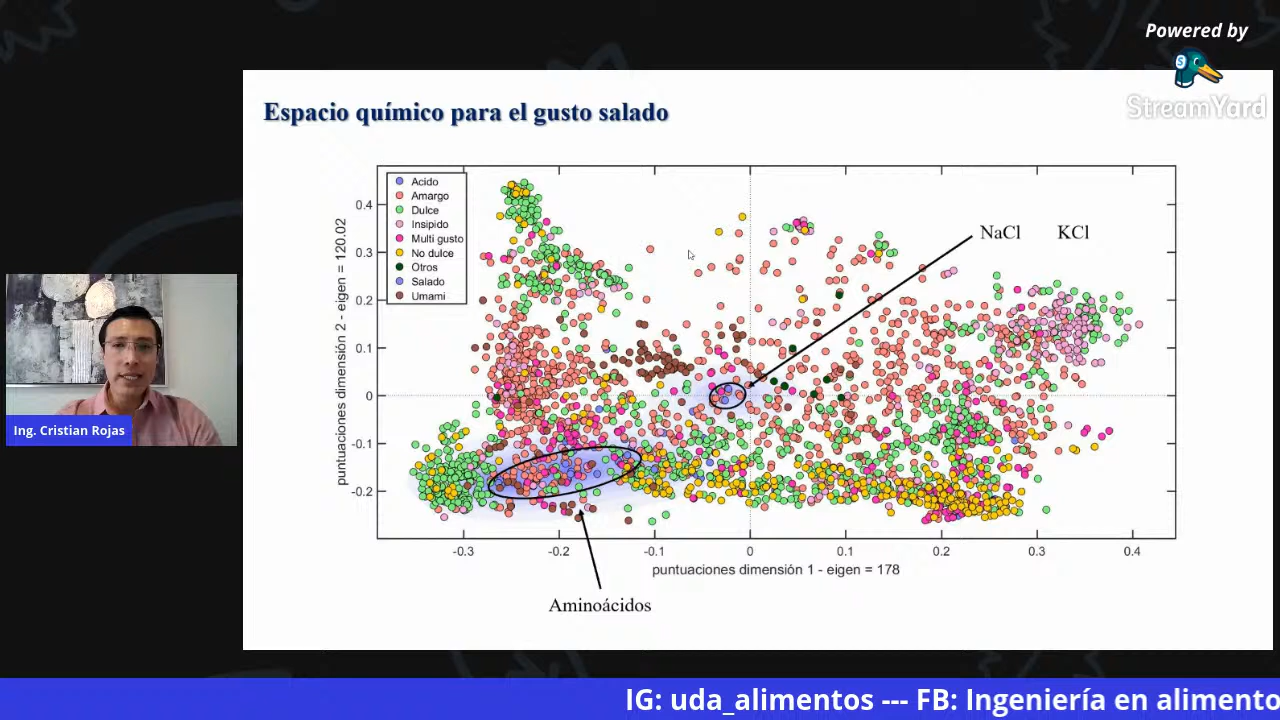 Powered by
StreamYard
Espacio químico para el gusto salado
Acido
Amargo
Dulce
Insipido
Multi gusto
No dulce
Otros
Salado
Umami
NaCl KCl
puntuaciones dimensión 2 - eigen = 120.02
0.4
0.3
0.2
0.1
0
-0.1
-0.2
-0.3 -0.2 -0.1 0 0.1 0.2 0.3 0.4
puntuaciones dimensión 1 - eigen = 178
Aminoácidos
Ing. Cristian Rojas
IG: uda_alimentos --- FB: Ingeniería en alimento